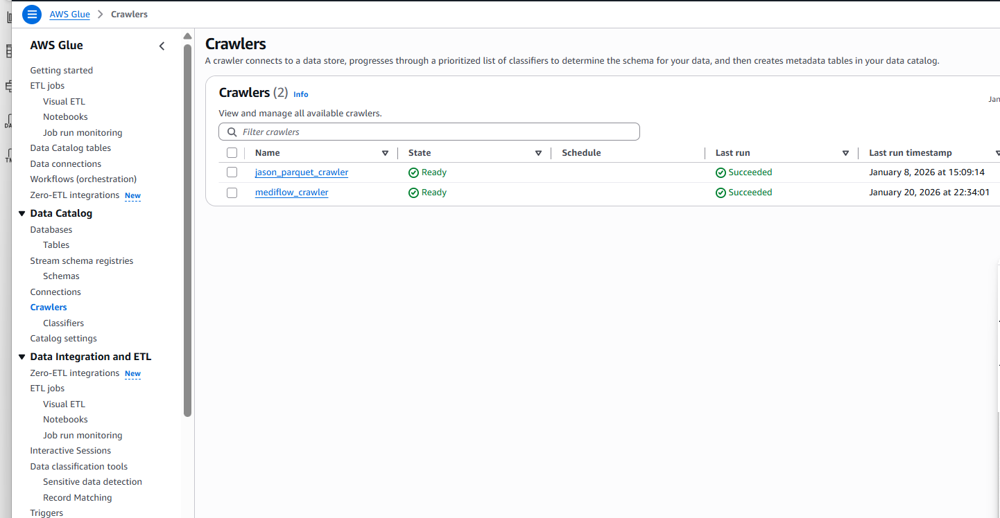 AWS Glue > Crawlers
AWS Glue
Getting started
ETL jobs
Visual ETL
Notebooks
Job run monitoring
Data Catalog tables
Data connections
Workflows (orchestration)
Zero-ETL integrations New
Data Catalog
Databases
Tables
Stream schema registries
Schemas
Connections
Crawlers
Classifiers
Catalog settings
Data Integration and ETL
Zero-ETL integrations New
ETL jobs
Visual ETL
Notebooks
Job run monitoring
Interactive Sessions
Data classification tools
Sensitive data detection
Record Matching
Triggers
Crawlers
A crawler connects to a data store, progresses through a prioritized list of classifiers to determine the schema for your data, and then creates metadata tables in your data catalog.
Crawlers (2) Info
Jan
View and manage all available crawlers.
Filter crawlers
Name State Schedule Last run Last run timestamp
jason_parquet_crawler Ready Succeeded January 8, 2026 at 15:09:14
mediflow_crawler Ready Succeeded January 20, 2026 at 22:34:01